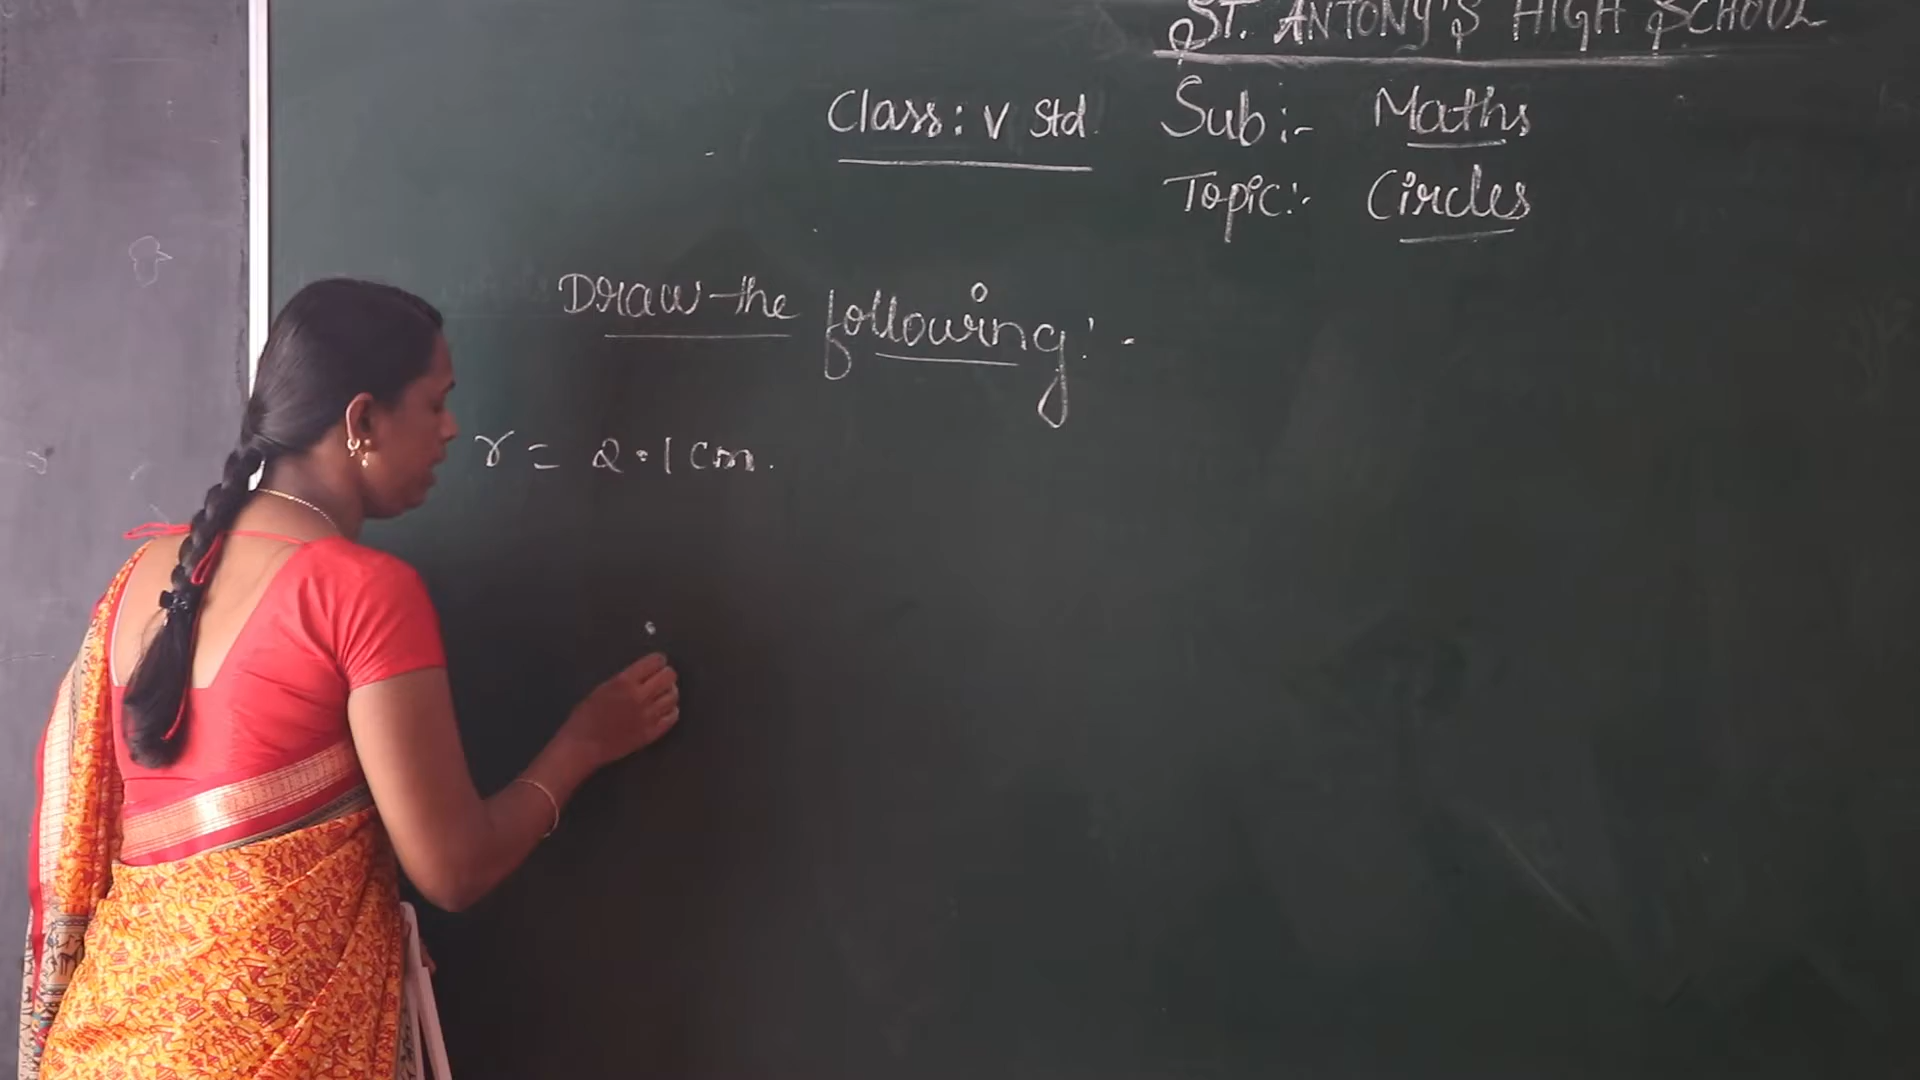 ST. ANTONY'S HIGH SCHOOL
Class: V Std. Sub:- Maths
Topic:- Circles
Draw the following:-
r = 2.1 cm.